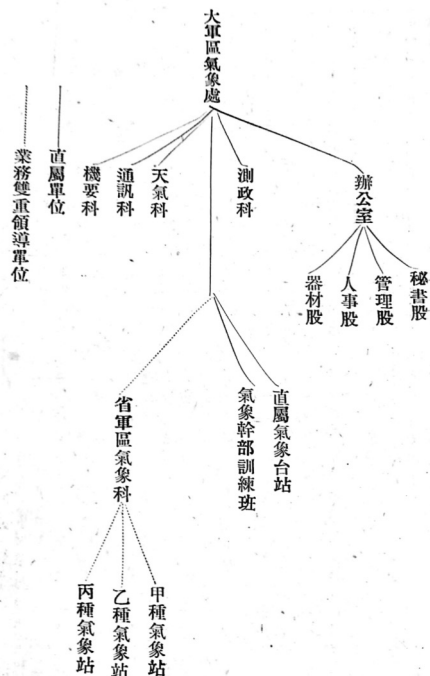 大軍區氣象處
辦公室
秘書股
管理股
人事股
器材股
測政科
天氣科
通訊科
機要科
直屬氣象台站
氣象幹部訓練班
省軍區氣象科
甲種氣象站
乙種氣象站
丙種氣象站
直屬單位
業務雙重領導單位